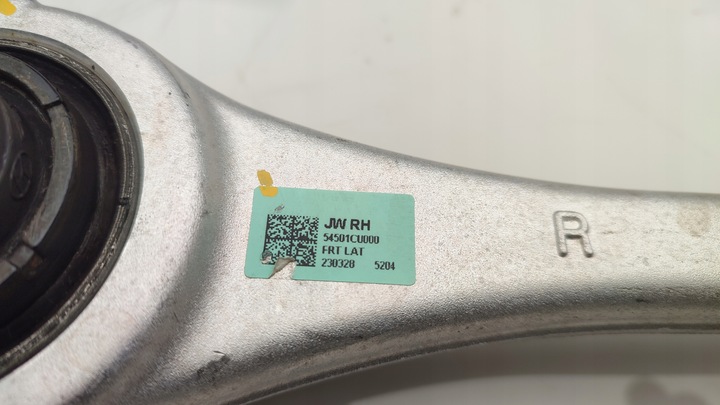 JW RH
54501CU000
FRT LAT
230328 5204
R